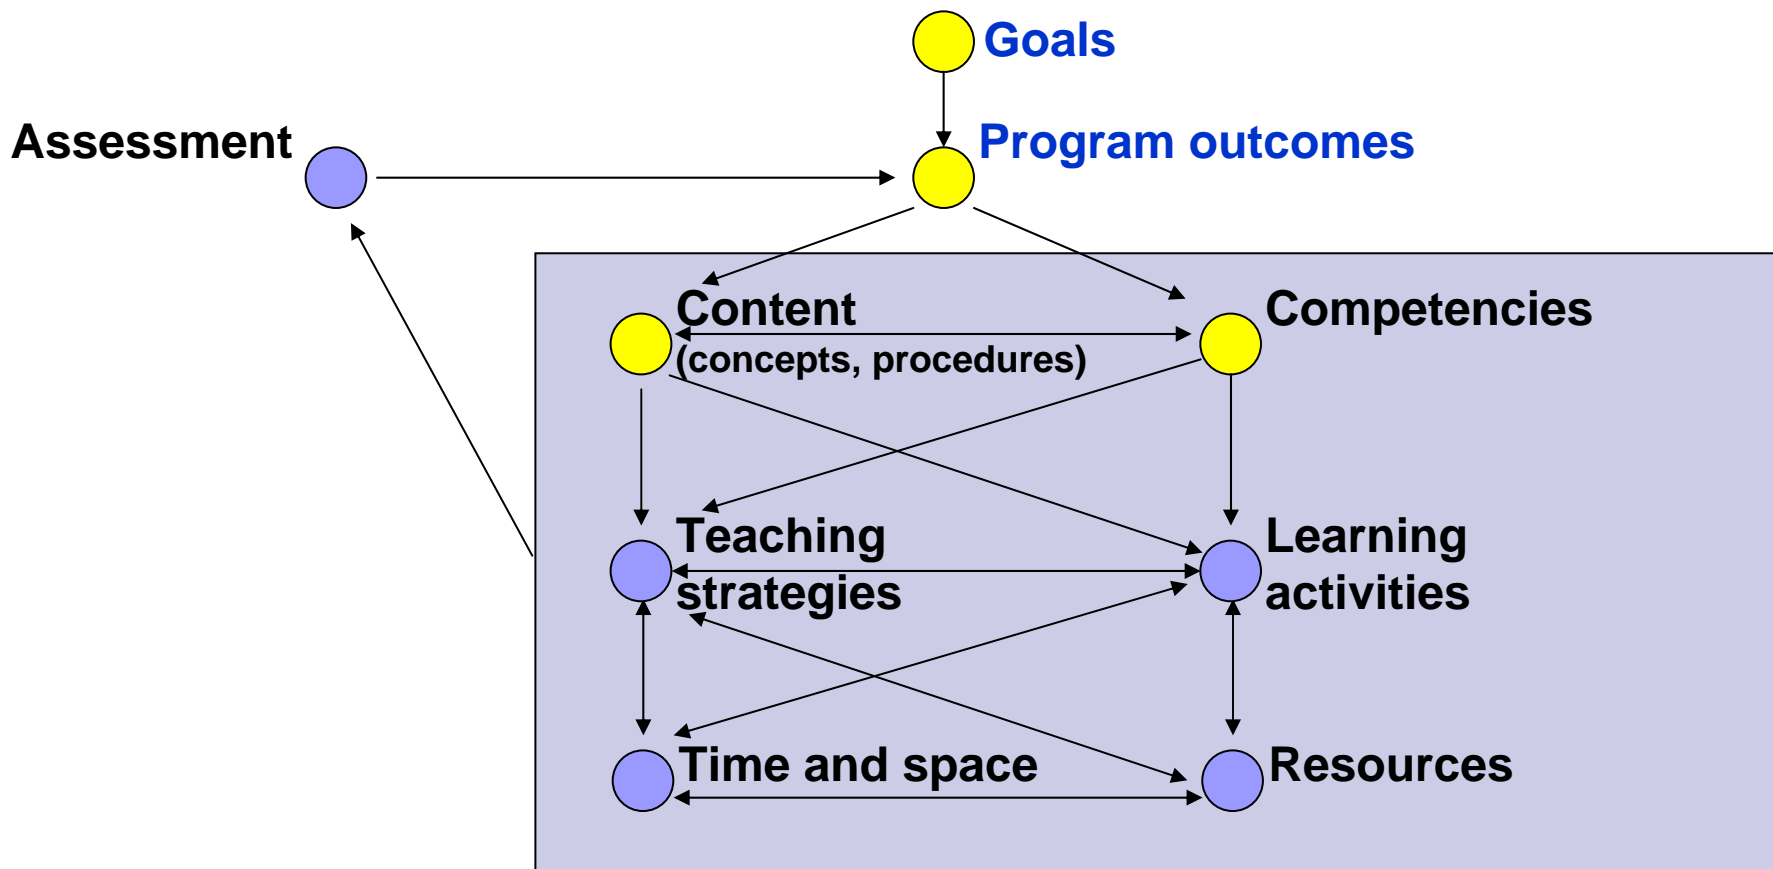 Goals
Assessment
Program outcomes
Content
(concepts, procedures)
Competencies
Teaching
strategies
Learning
activities
Time and space
Resources